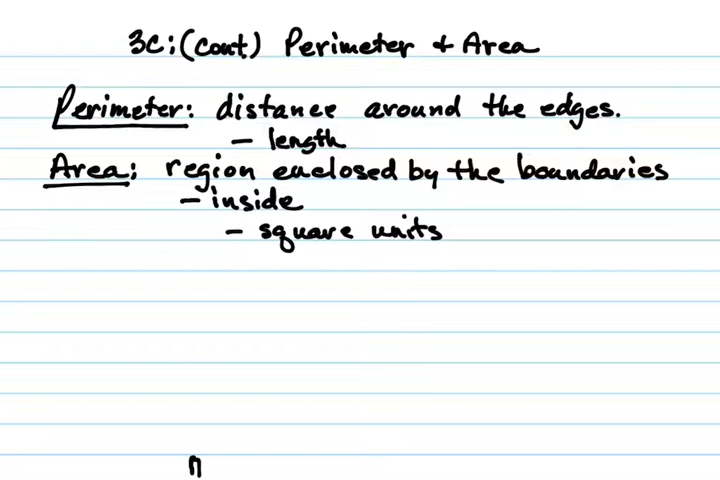 3C:(cont) Perimeter + Area
Perimeter: distance around the edges.
- length
Area: region enclosed by the boundaries
- inside
- square units